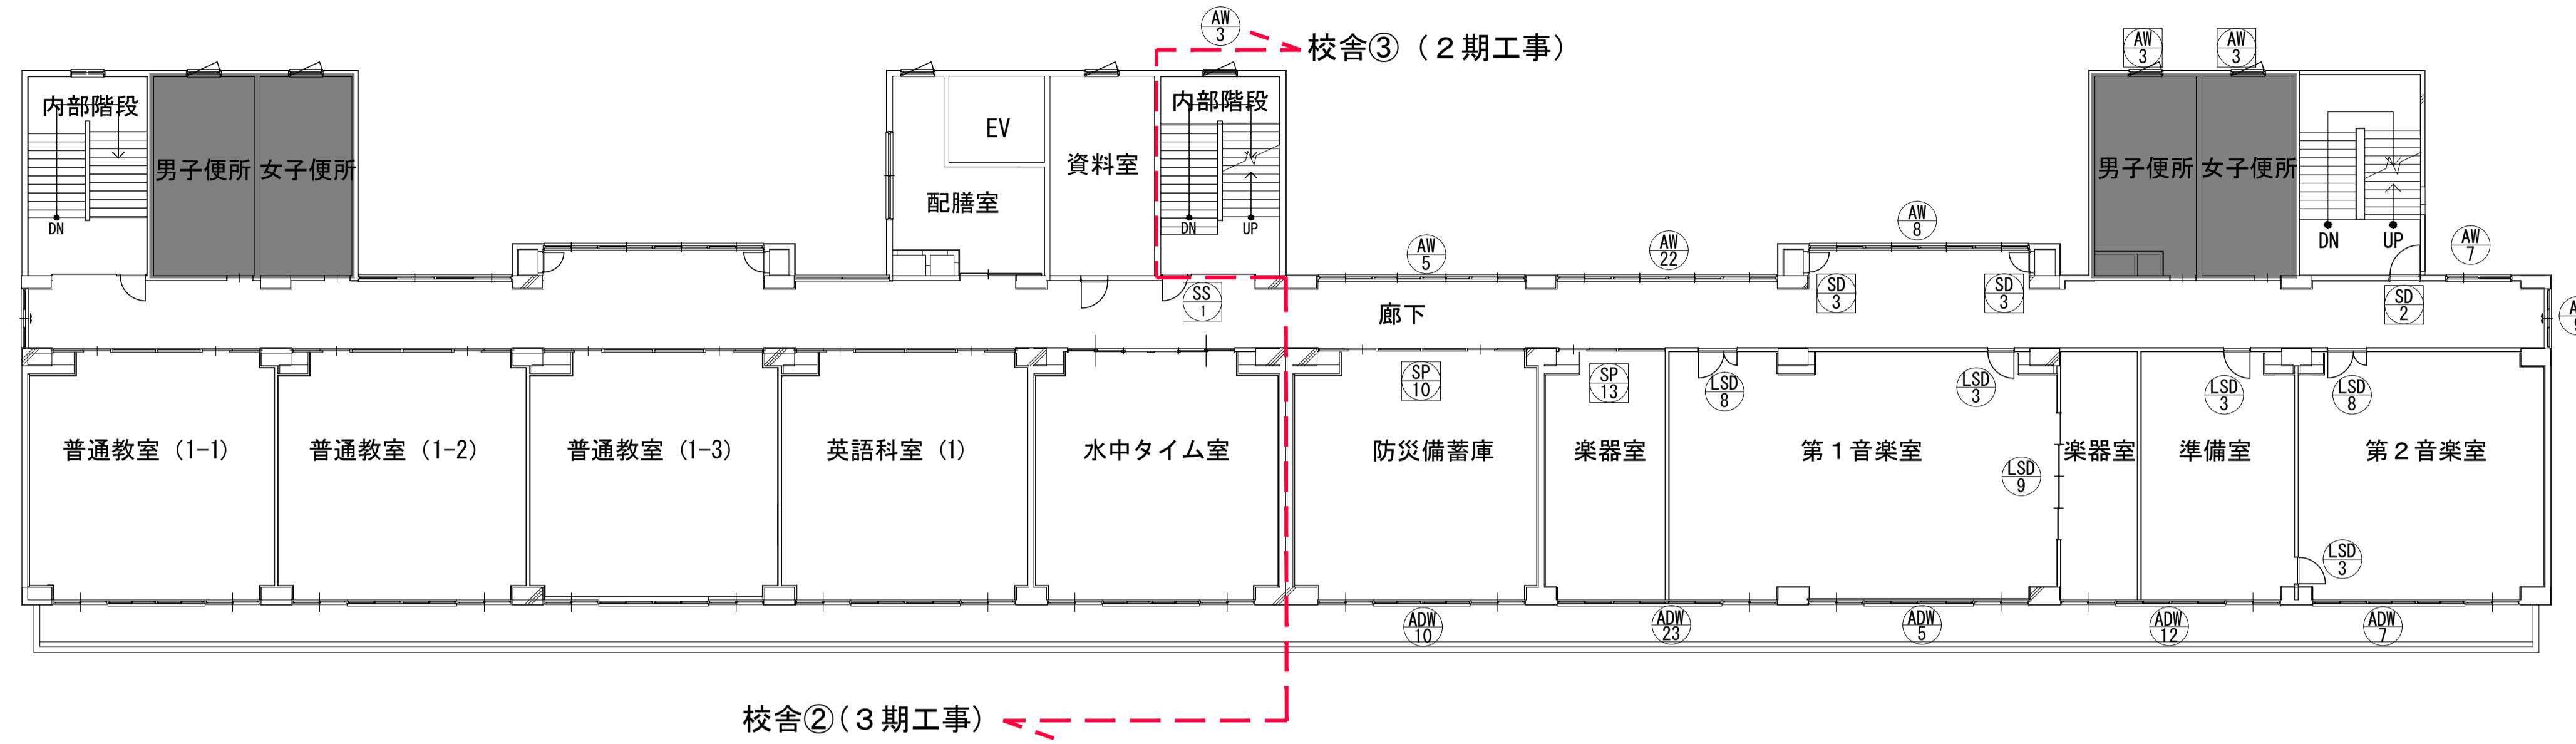 AW
3
校舎③（２期工事）
AW
3
AW
3
内部階段
男子便所
女子便所
DN
EV
配膳室
資料室
内部階段
DN
UP
男子便所
女子便所
DN
UP
AW
5
AW
22
AW
8
AW
7
SS
1
廊下
SD
3
SD
3
SD
2
SP
10
SP
13
LSD
8
LSD
3
LSD
3
LSD
8
普通教室（1-1）
普通教室（1-2）
普通教室（1-3）
英語科室（1）
水中タイム室
防災備蓄庫
楽器室
第１音楽室
楽器室
準備室
第２音楽室
LSD
9
LSD
3
ADW
10
ADW
23
ADW
5
ADW
12
ADW
7
校舎②（３期工事）